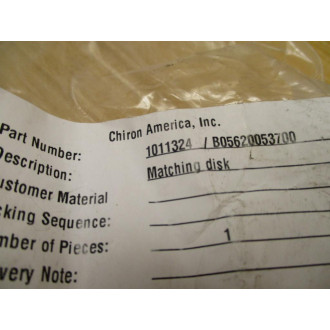 Chiron America, Inc.
Part Number: 1011324 / B05620053700
Description: Matching disk
ustomer Material
cking Sequence:
mber of Pieces: 1
very Note: